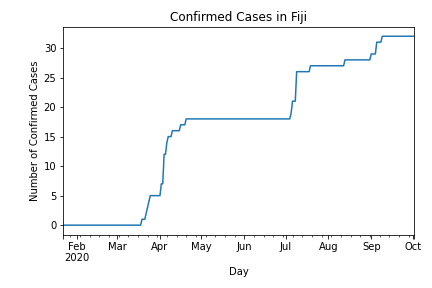 Confirmed Cases in Fiji
Number of Confirmed Cases
30
25
20
15
10
5
0
Feb Mar Apr May Jun Jul Aug Sep Oct
2020
Day